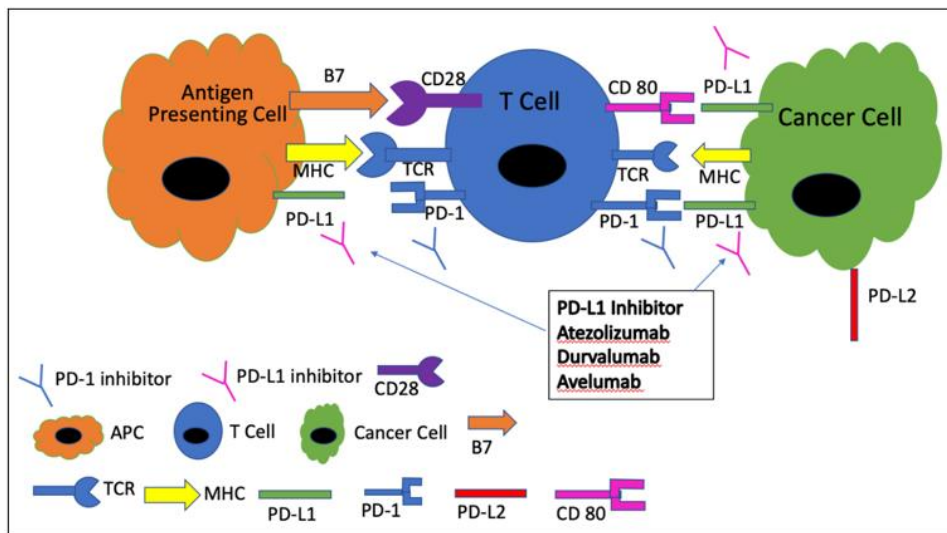 B7
CD28
Antigen
Presenting Cell
T Cell
CD 80
PD-L1
Cancer Cell
MHC
TCR
TCR
MHC
PD-L1
PD-1
PD-1
PD-L1
PD-L2
PD-L1 Inhibitor
Atezolizumab
Durvalumab
Avelumab
PD-1 inhibitor
PD-L1 inhibitor
CD28
APC
T Cell
Cancer Cell
B7
TCR
MHC
PD-L1
PD-1
PD-L2
CD 80